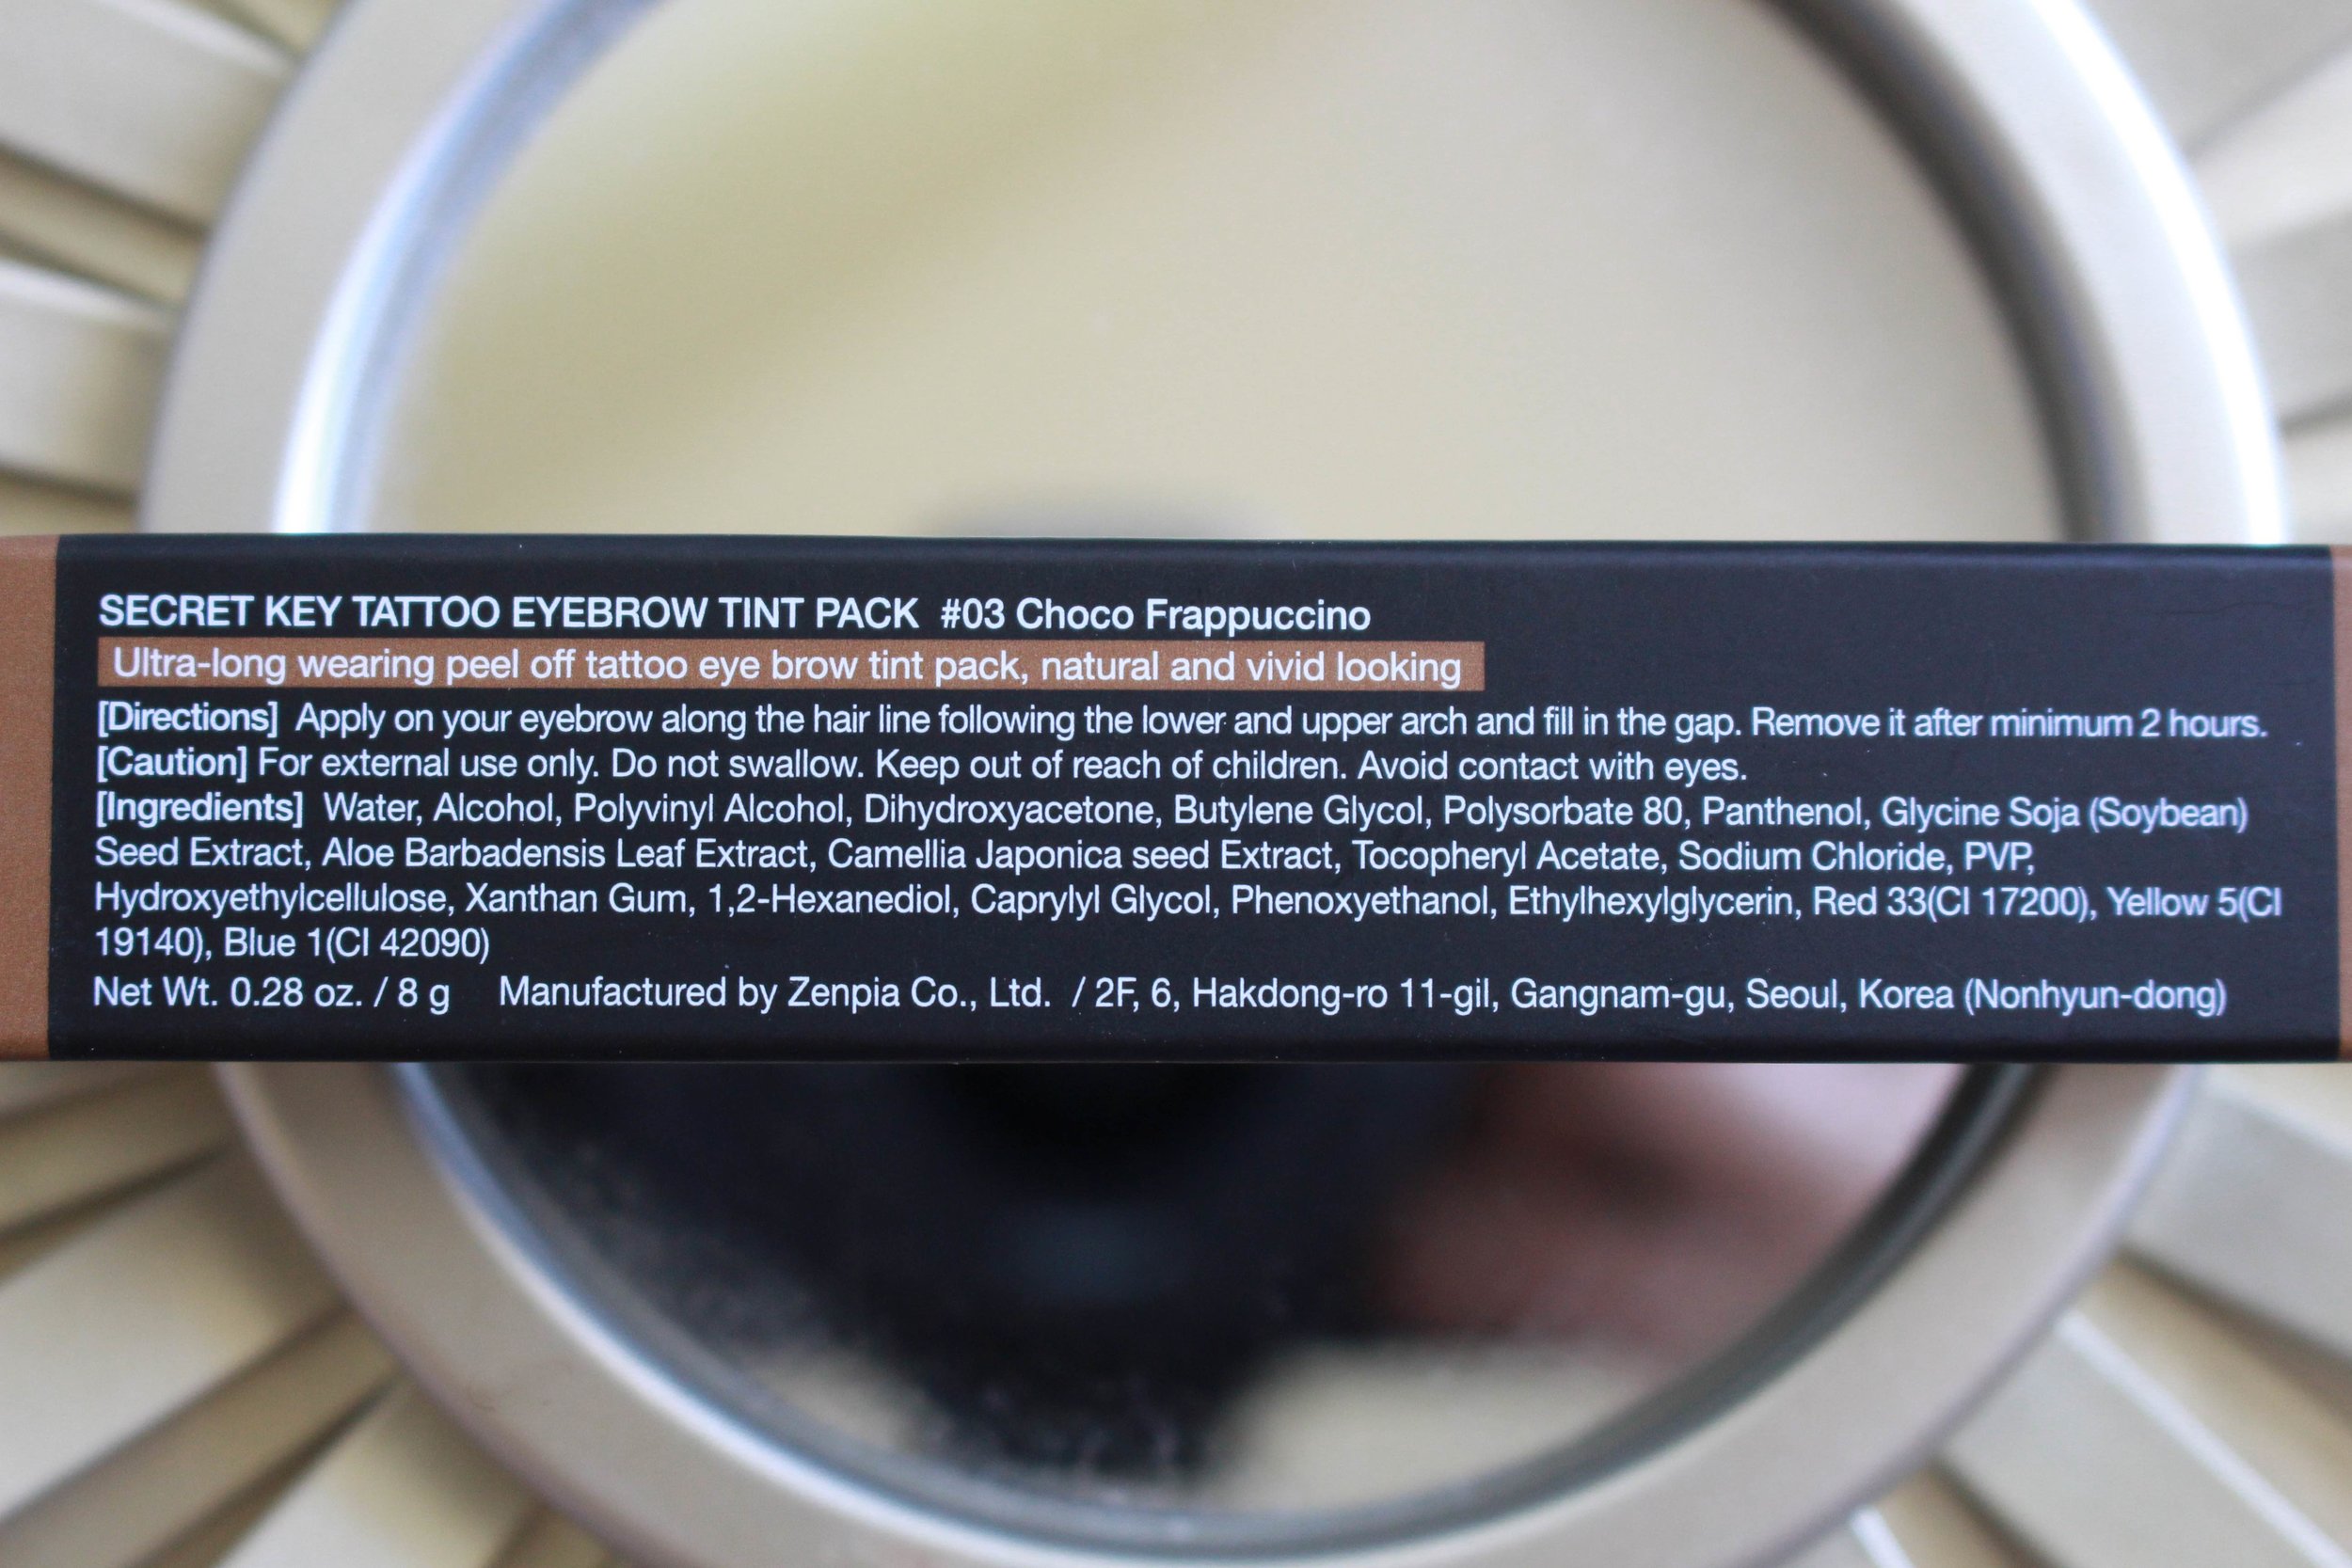 SECRET KEY TATTOO EYEBROW TINT PACK #03 Choco Frappuccino
Ultra-long wearing peel off tattoo eye brow tint pack, natural and vivid looking
[Directions] Apply on your eyebrow along the hair line following the lower and upper arch and fill in the gap. Remove it after minimum 2 hours.
[Caution] For external use only. Do not swallow. Keep out of reach of children. Avoid contact with eyes.
[Ingredients] Water, Alcohol, Polyvinyl Alcohol, Dihydroxyacetone, Butylene Glycol, Polysorbate 80, Panthenol, Glycine Soja (Soybean)
Seed Extract, Aloe Barbadensis Leaf Extract, Camellia Japonica seed Extract, Tocopheryl Acetate, Sodium Chloride, PVP,
Hydroxyethylcellulose, Xanthan Gum, 1,2-Hexanediol, Caprylyl Glycol, Phenoxyethanol, Ethylhexylglycerin, Red 33(CI 17200), Yellow 5(CI
19140), Blue 1(CI 42090)
Net Wt. 0.28 oz. / 8 g Manufactured by Zenpia Co., Ltd. / 2F, 6, Hakdong-ro 11-gil, Gangnam-gu, Seoul, Korea (Nonhyun-dong)